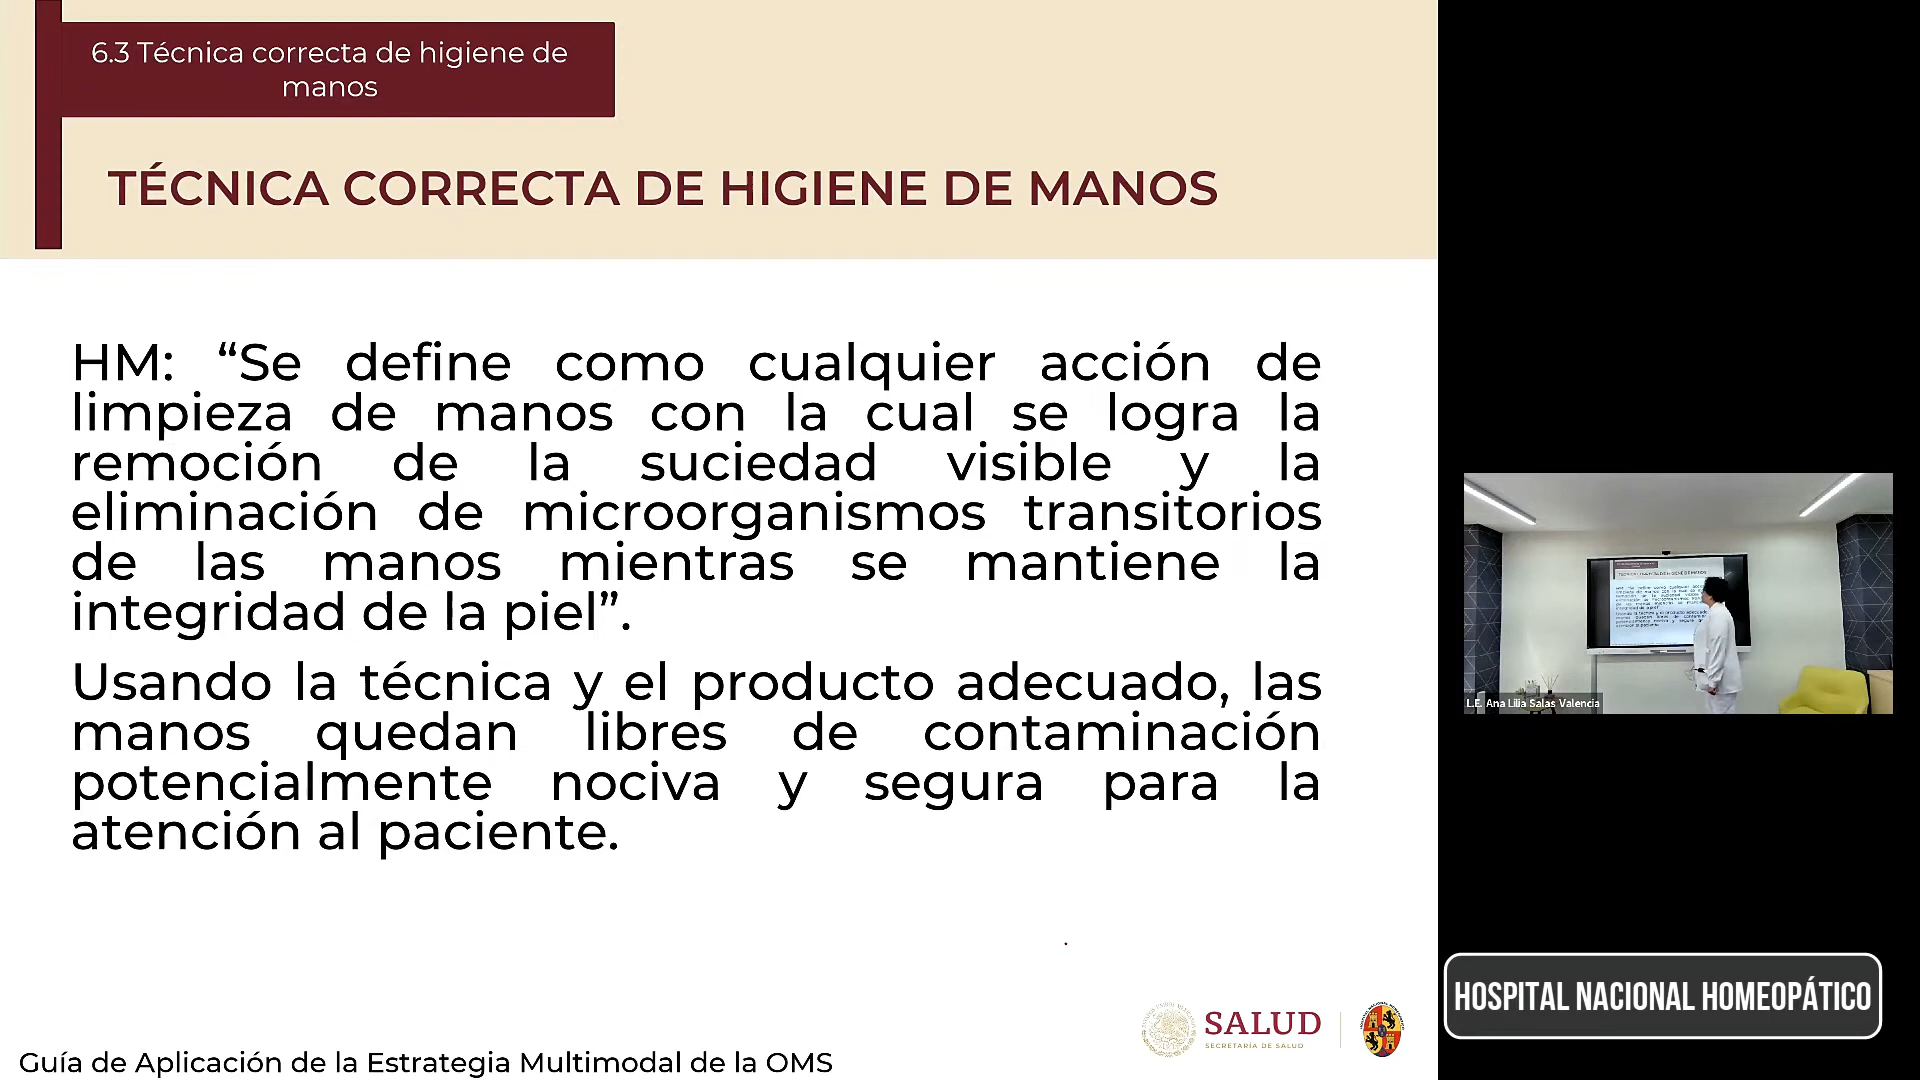 6.3 Técnica correcta de higiene de
manos
TÉCNICA CORRECTA DE HIGIENE DE MANOS
HM: “Se define como cualquier acción de
limpieza de manos con la cual se logra la
remoción de la suciedad visible y la
eliminación de microorganismos transitorios
de las manos mientras se mantiene la
integridad de la piel”.
Usando la técnica y el producto adecuado, las
manos quedan libres de contaminación
potencialmente nociva y segura para la
atención al paciente.
SALUD
SECRETARÍA DE SALUD
Guía de Aplicación de la Estrategia Multimodal de la OMS
L.E. Ana Lilia Salas Valencia
HOSPITAL NACIONAL HOMEOPÁTICO